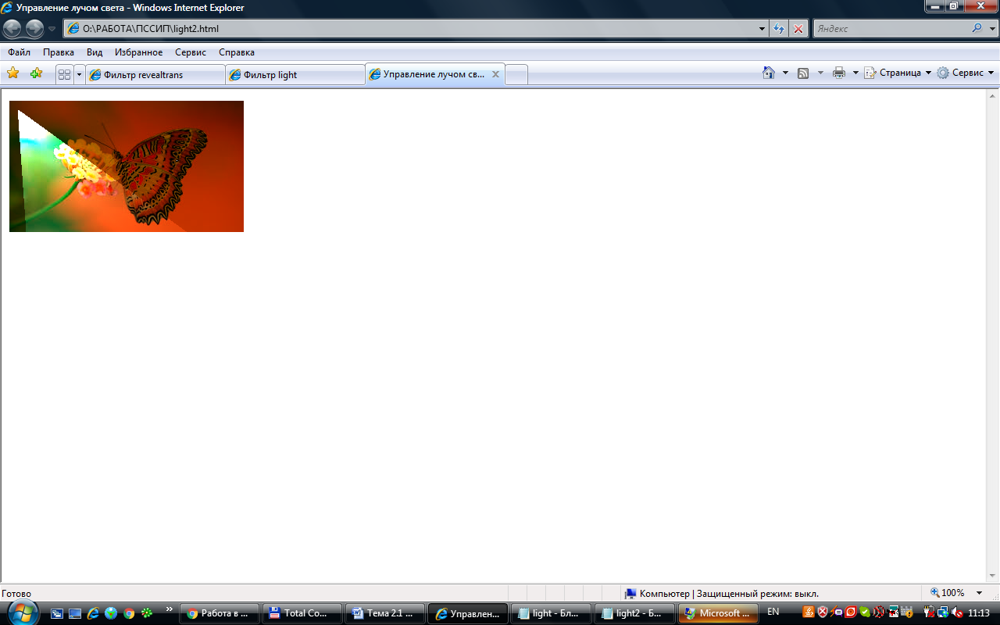 Управление лучом света - Windows Internet Explorer
O:\РАБОТА\ПССИП\light2.html
Яндекс
Файл Правка Вид Избранное Сервис Справка
Фильтр revealtrans Фильтр light Управление лучом св... Страница Сервис
Готово Компьютер | Защищенный режим: выкл. 100%
Работа в ... Total Co... Тема 2.1 ... Управлен... light - Бл... light2 - Б... Microsoft ... EN 11:13